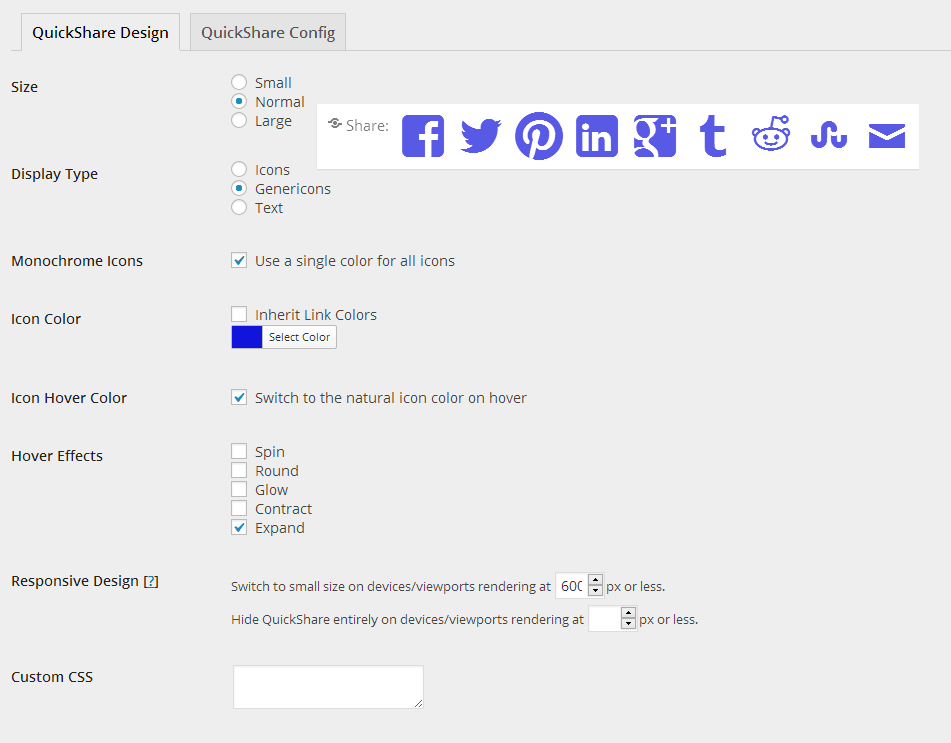 QuickShare Design QuickShare Config
Size
Small
Normal
Large
Share:
Display Type
Icons
Genericons
Text
Monochrome Icons
Use a single color for all icons
Icon Color
Inherit Link Colors
Select Color
Icon Hover Color
Switch to the natural icon color on hover
Hover Effects
Spin
Round
Glow
Contract
Expand
Responsive Design [?]
Switch to small size on devices/viewports rendering at 600 px or less.
Hide QuickShare entirely on devices/viewports rendering at px or less.
Custom CSS